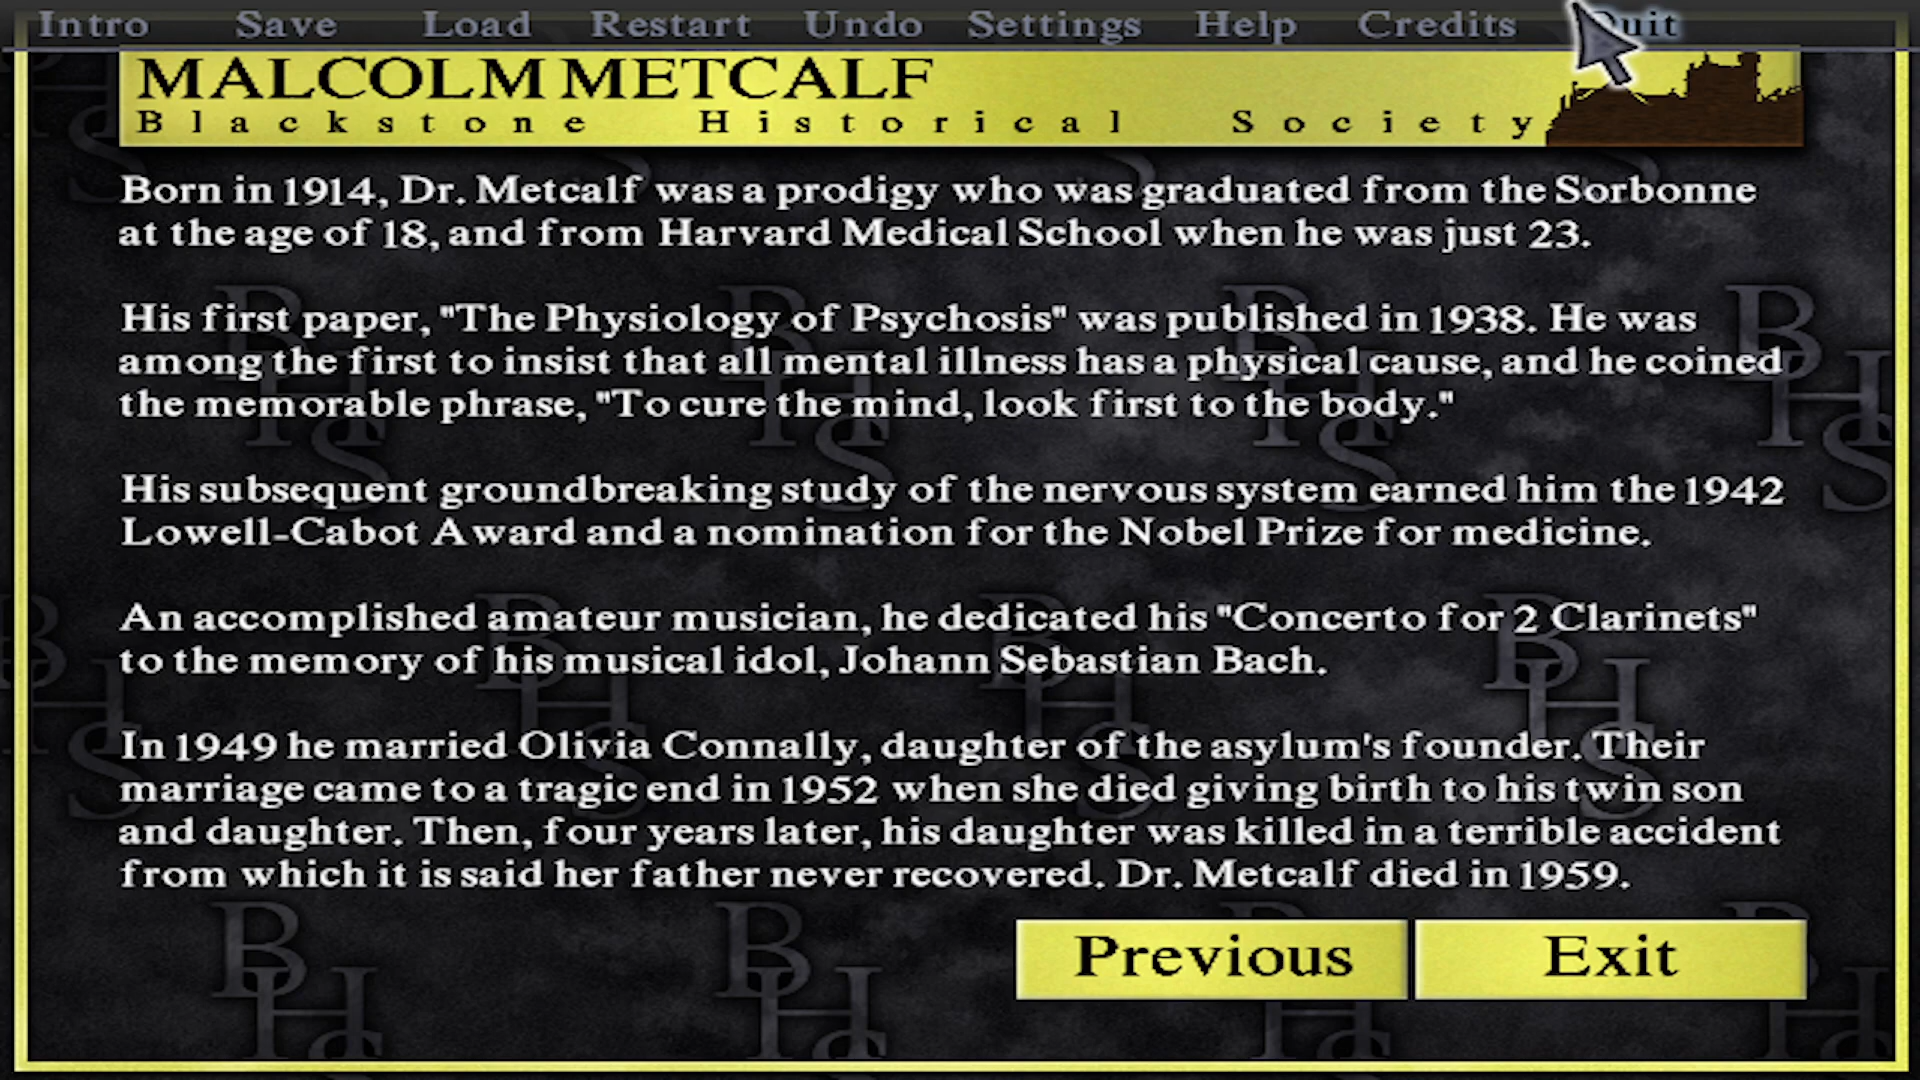 Intro Save Load Restart Undo Settings Help Credits Quit
MALCOLM METCALF
Blackstone Historical Society
Born in 1914, Dr. Metcalf was a prodigy who was graduated from the Sorbonne
at the age of 18, and from Harvard Medical School when he was just 23.
His first paper, "The Physiology of Psychosis" was published in 1938. He was
among the first to insist that all mental illness has a physical cause, and he coined
the memorable phrase, "To cure the mind, look first to the body."
His subsequent groundbreaking study of the nervous system earned him the 1942
Lowell-Cabot Award and a nomination for the Nobel Prize for medicine.
An accomplished amateur musician, he dedicated his "Concerto for 2 Clarinets"
to the memory of his musical idol, Johann Sebastian Bach.
In 1949 he married Olivia Connally, daughter of the asylum's founder. Their
marriage came to a tragic end in 1952 when she died giving birth to his twin son
and daughter. Then, four years later, his daughter was killed in a terrible accident
from which it is said her father never recovered. Dr. Metcalf died in 1959.
Previous Exit